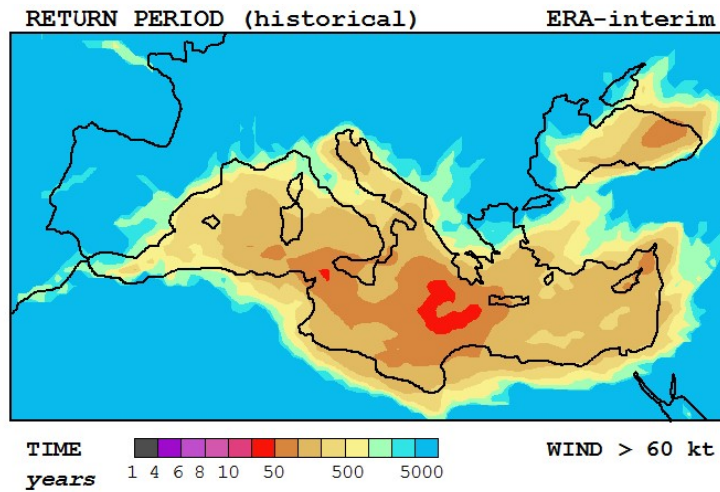 RETURN PERIOD (historical) ERA-interim
TIME 1 4 6 8 10 50 500 5000 WIND > 60 kt
years